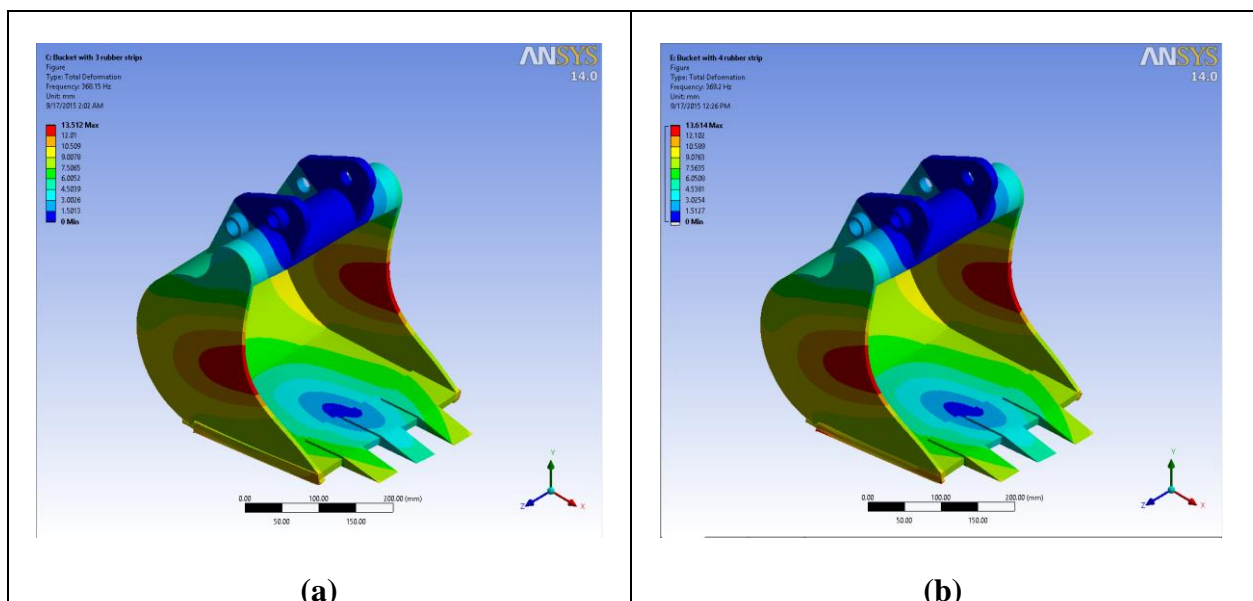 C: Bucket with 3 rubber strips
Figure
Type: Total Deformation
Frequency: 368.15 Hz
Unit: mm
9/17/2015 2:02 AM
13.512 Max
12.01
10.509
9.0078
7.5065
6.0052
4.5039
3.0026
1.5013
0 Min
ANSYS
14.0
Y
Z
X
0.00 100.00 200.00 (mm)
50.00 150.00
(a)
E: Bucket with 4 rubber strip
Figure
Type: Total Deformation
Frequency: 369.2 Hz
Unit: mm
9/17/2015 12:26 PM
13.614 Max
12.102
10.589
9.0763
7.5635
6.0509
4.5381
3.0254
1.5127
0 Min
ANSYS
14.0
Y
Z
X
0.00 100.00 200.00 (mm)
50.00 150.00
(b)